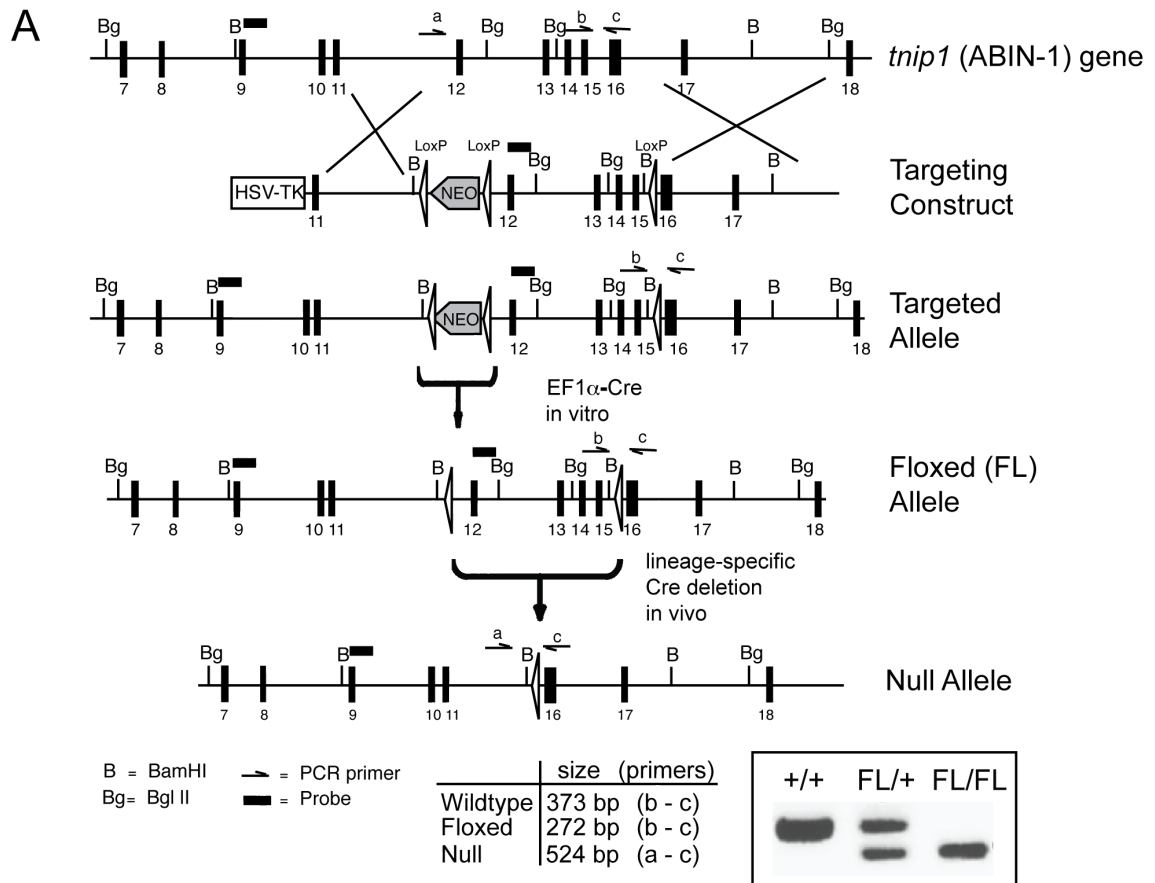 A
a b c
Bg B Bg Bg B Bg
tnip1 (ABIN-1) gene
7 8 9 10 11 12 13 14 15 16 17 18
LoxP LoxP LoxP
B Bg Bg B B
HSV-TK NEO
Targeting
Construct
11 12 13 14 15 16 17
b c
Bg B B Bg Bg B B Bg
NEO
Targeted
Allele
7 8 9 10 11 12 13 14 15 16 17 18
EF1α-Cre
in vitro
b c
Bg B B Bg Bg B B Bg
Floxed (FL)
Allele
7 8 9 10 11 12 13 14 15 16 17 18
lineage-specific
Cre deletion
in vivo
a c
Bg B B B Bg
Null Allele
7 8 9 10 11 16 17 18
B = BamHI = PCR primer
Bg= Bgl II = Probe
size (primers)
Wildtype 373 bp (b - c)
Floxed 272 bp (b - c)
Null 524 bp (a - c)
+/+ FL/+ FL/FL